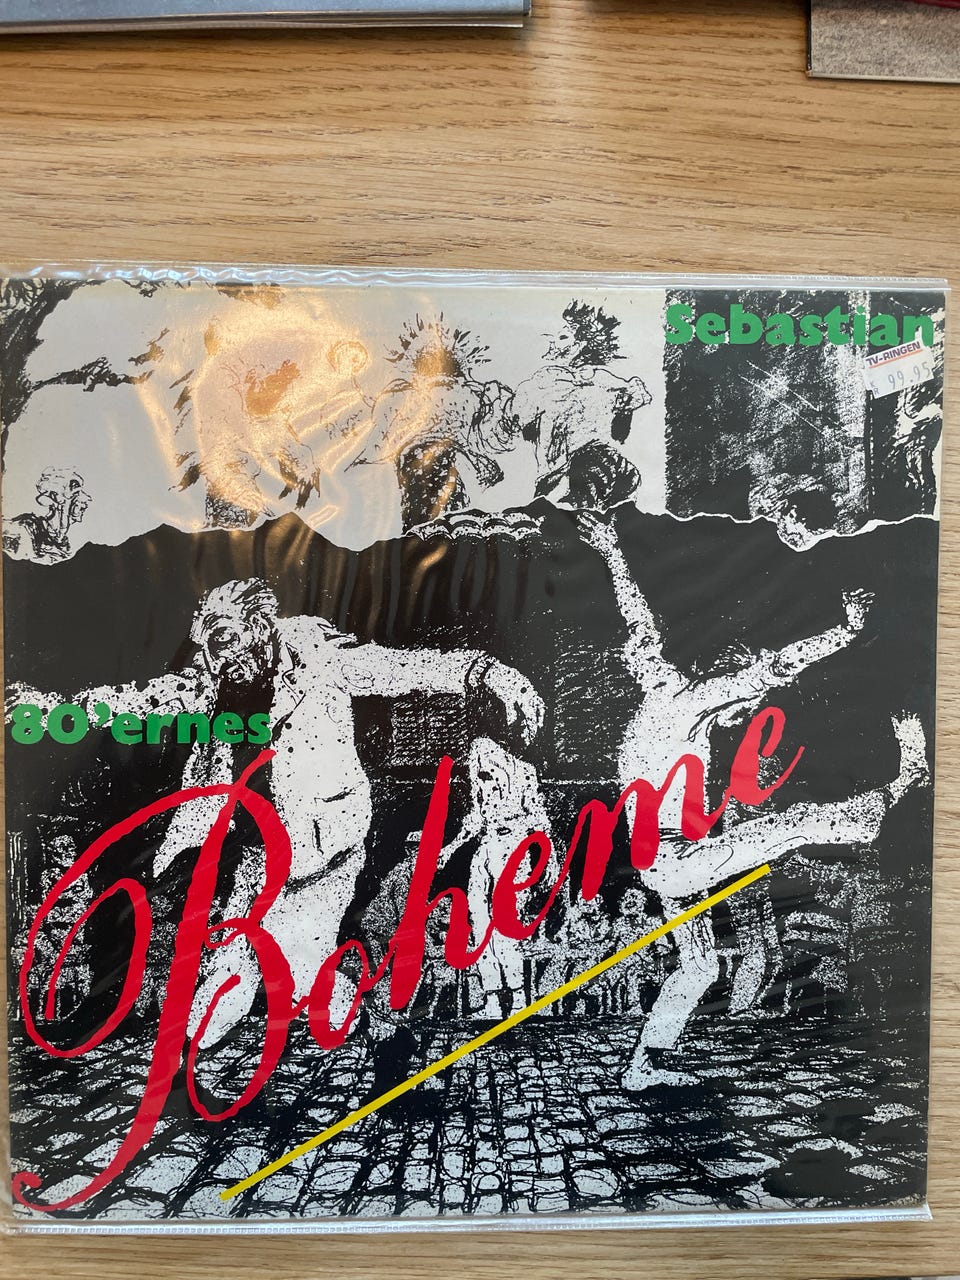 Sebastian
TV-RINGEN
99.95
80'ernes
Boheme